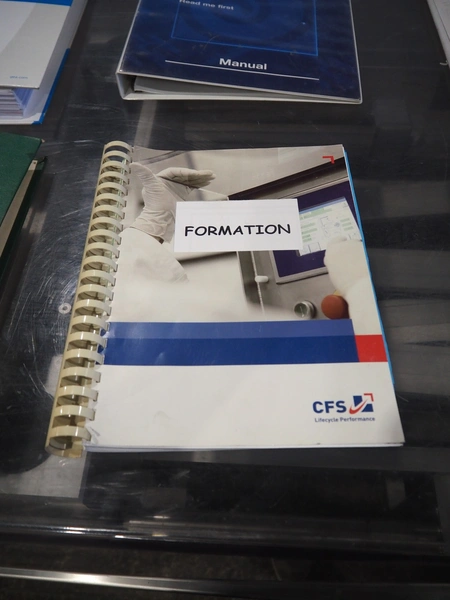 Read me first
Manual
FORMATION
CFS
Lifecycle Performance